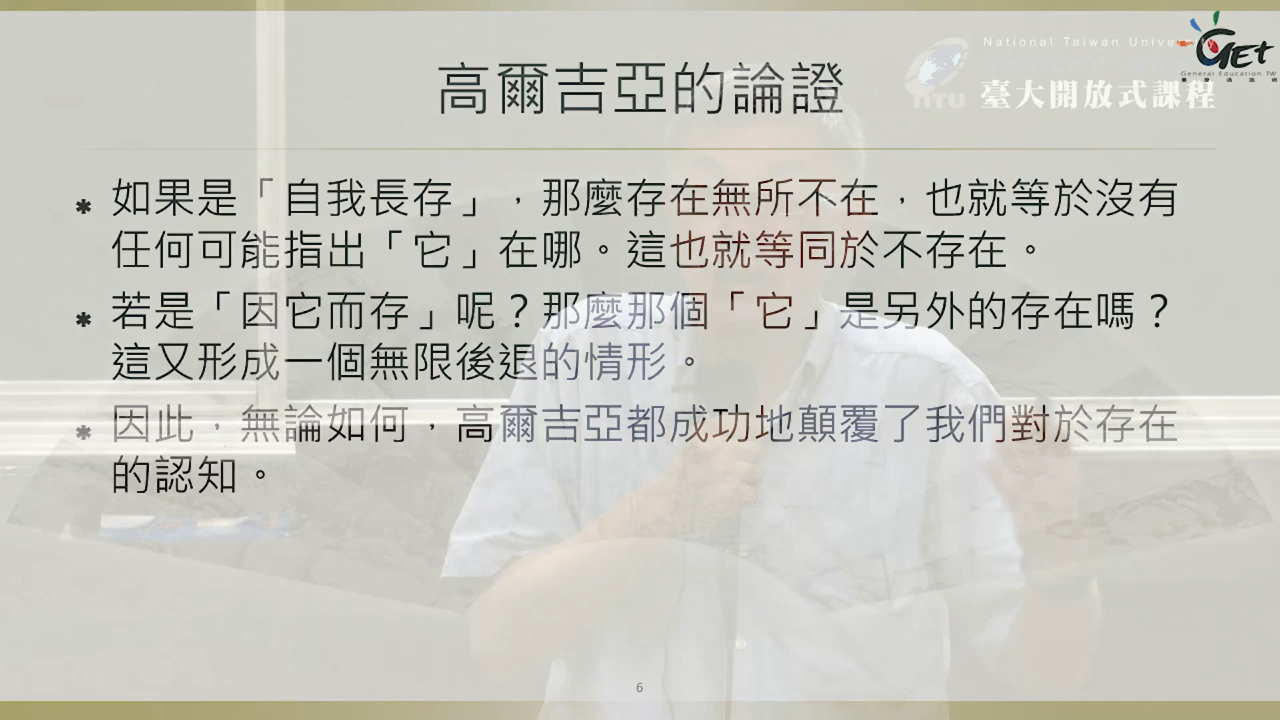 National Taiwan Univer
GEt
General Education TW
NTU 臺大開放式課程
高爾吉亞的論證
* 如果是「自我長存」，那麼存在無所不在，也就等於沒有
任何可能指出「它」在哪。這也就等同於不存在。
* 若是「因它而存」呢？那麼那個「它」是另外的存在嗎？
這又形成一個無限後退的情形。
* 因此，無論如何，高爾吉亞都成功地顛覆了我們對於存在
的認知。
6